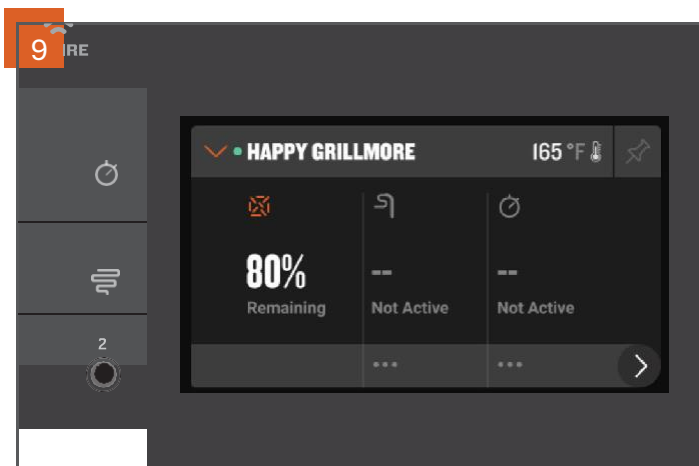 9
IRE
HAPPY GRILLMORE
165 °F
80%
--
--
Remaining
Not Active
Not Active
2